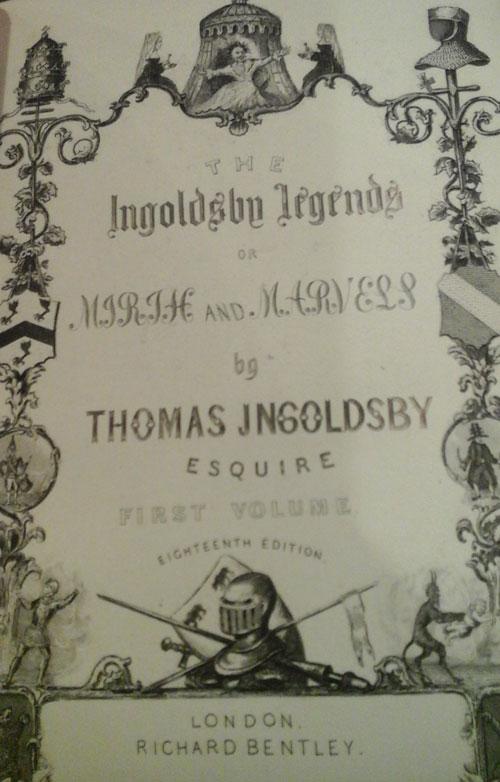 THE
Ingoldsby Legends
OR
MIRTH AND MARVELS
by
THOMAS INGOLDSBY
ESQUIRE
FIRST VOLUME
EIGHTEENTH EDITION.
LONDON.
RICHARD BENTLEY.